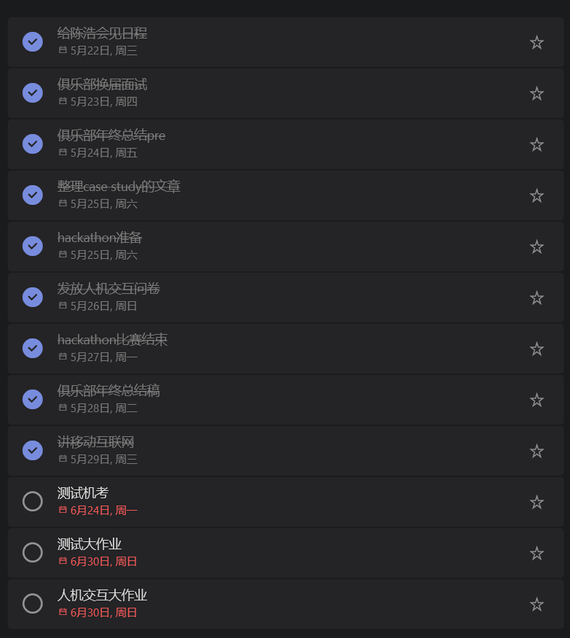 给陈浩会见日程
5月22日, 周三
俱乐部换届面试
5月23日, 周四
俱乐部年终总结pre
5月24日, 周五
整理case study的文章
5月25日, 周六
hackathon准备
5月25日, 周六
发放人机交互问卷
5月26日, 周日
hackathon比赛结束
5月27日, 周一
俱乐部年终总结稿
5月28日, 周二
讲移动互联网
5月29日, 周三
测试机考
6月24日, 周一
测试大作业
6月30日, 周日
人机交互大作业
6月30日, 周日